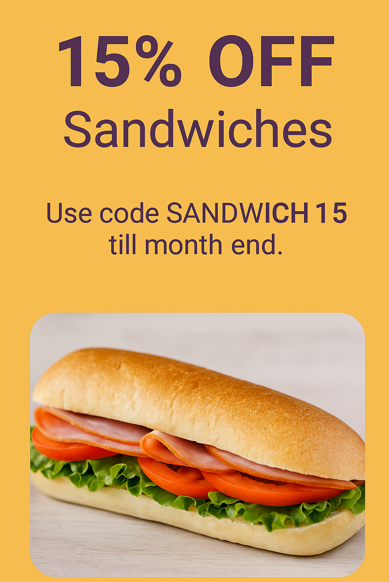 15% OFF
Sandwiches
Use code SANDWICH 15
till month end.